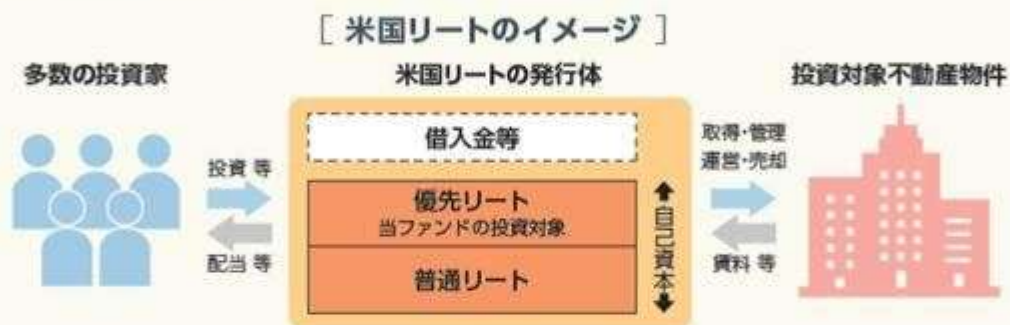 ［ 米国リートのイメージ ］
多数の投資家
米国リートの発行体
投資対象不動産物件
借入金等
投資 等
配当 等
優先リート
当ファンドの投資対象
普通リート
自己資本
取得・管理
運営・売却
賃料 等